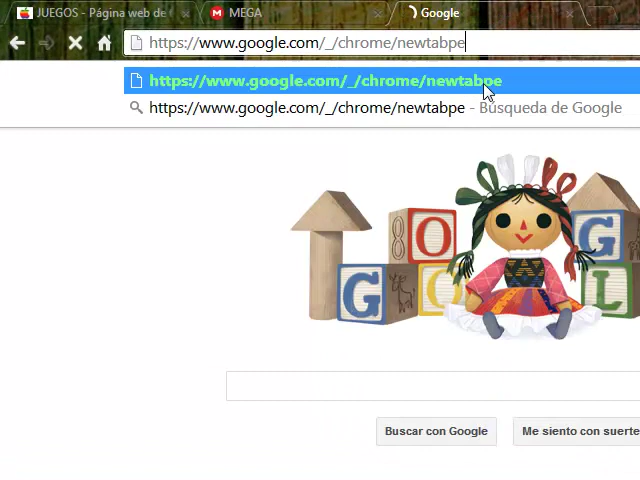 JUEGOS - Página web de
MEGA
Google
https://www.google.com/_/chrome/newtabpe
https://www.google.com/_/chrome/newtabpe
https://www.google.com/_/chrome/newtabpe - Búsqueda de Google
8 O G
G O L
Buscar con Google
Me siento con suerte